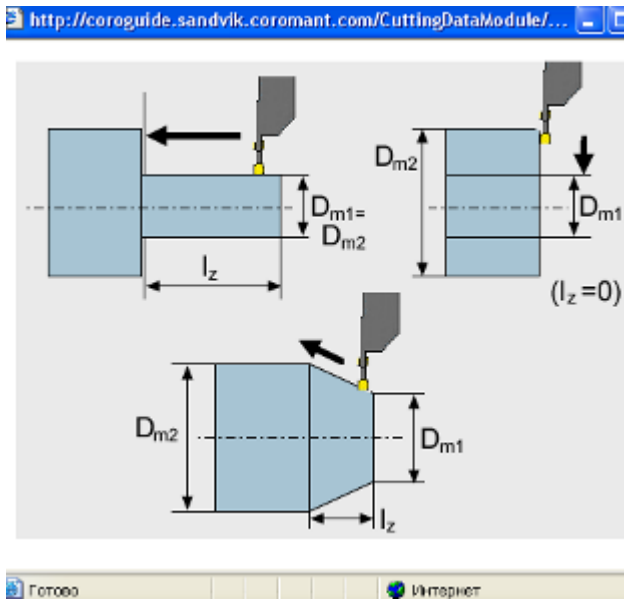 http://coroguide.sandvik.coromant.com/CuttingDataModule/...
Dm2
Dm1=
Dm2
Dm1
lz
(lz=0)
Dm2
Dm1
lz
Готово
Интернет